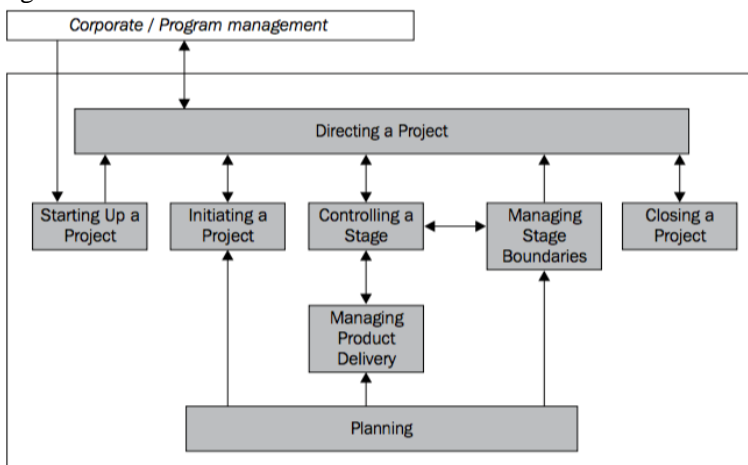 Corporate / Program management
Directing a Project
Starting Up a
Project
Initiating a
Project
Controlling a
Stage
Managing
Stage
Boundaries
Closing a
Project
Managing
Product
Delivery
Planning